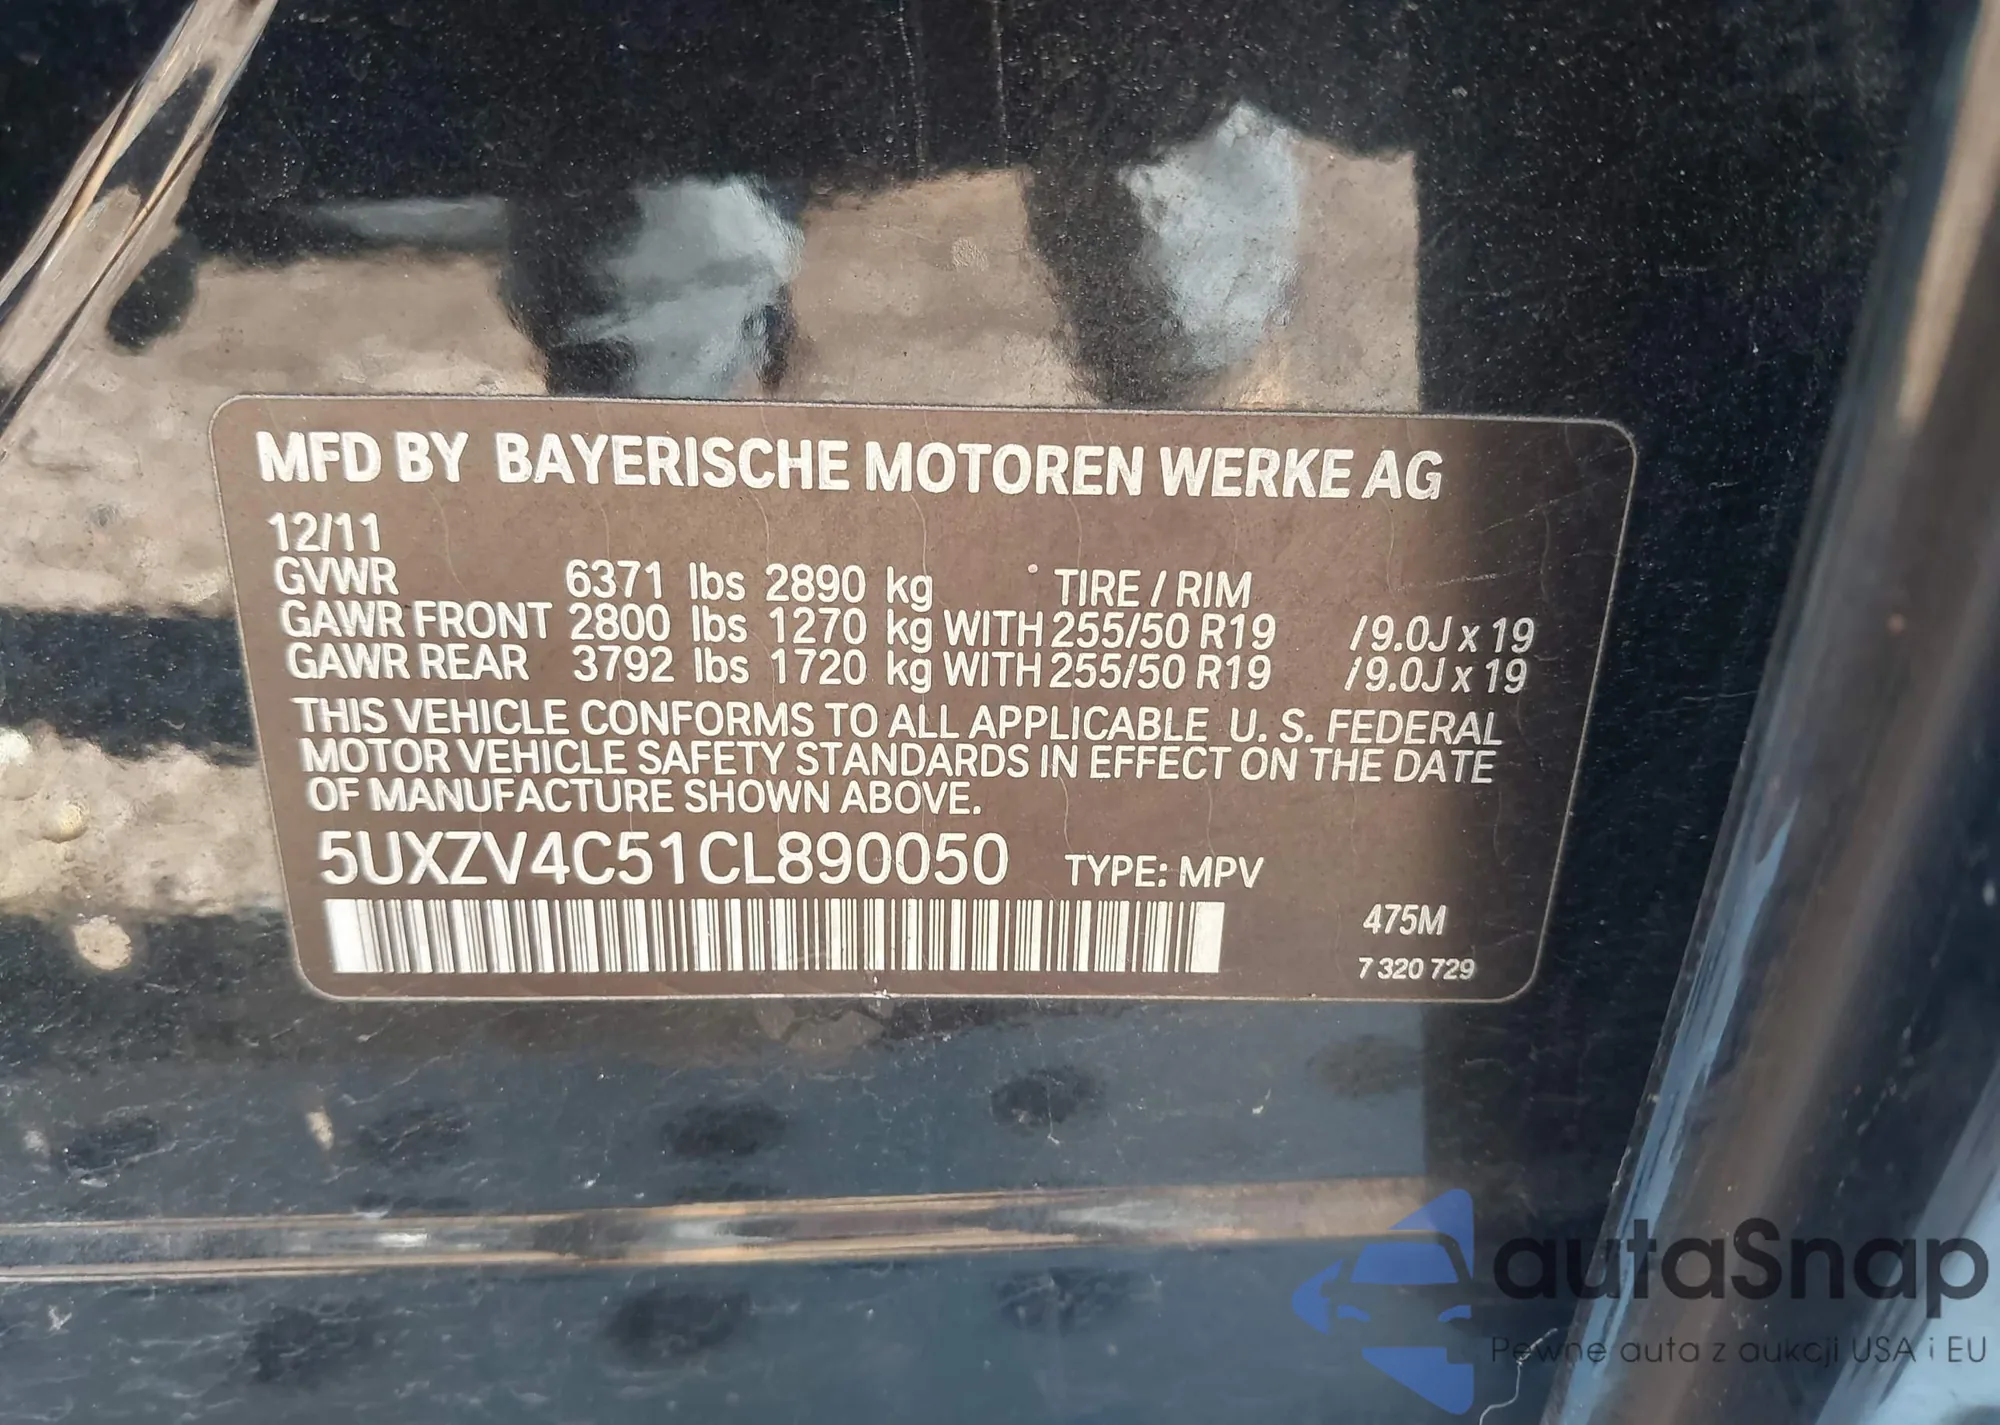 MFD BY BAYERISCHE MOTOREN WERKE AG
12/11
GVWR 6371 lbs 2890 kg TIRE / RIM
GAWR FRONT 2800 lbs 1270 kg WITH 255/50 R19 /9.0J x 19
GAWR REAR 3792 lbs 1720 kg WITH 255/50 R19 /9.0J x 19
THIS VEHICLE CONFORMS TO ALL APPLICABLE U. S. FEDERAL
MOTOR VEHICLE SAFETY STANDARDS IN EFFECT ON THE DATE
OF MANUFACTURE SHOWN ABOVE.
5UXZV4C51CL890050 TYPE: MPV
475M
7 320 729
autaSnap
Pewne auta z aukcji USA i EU